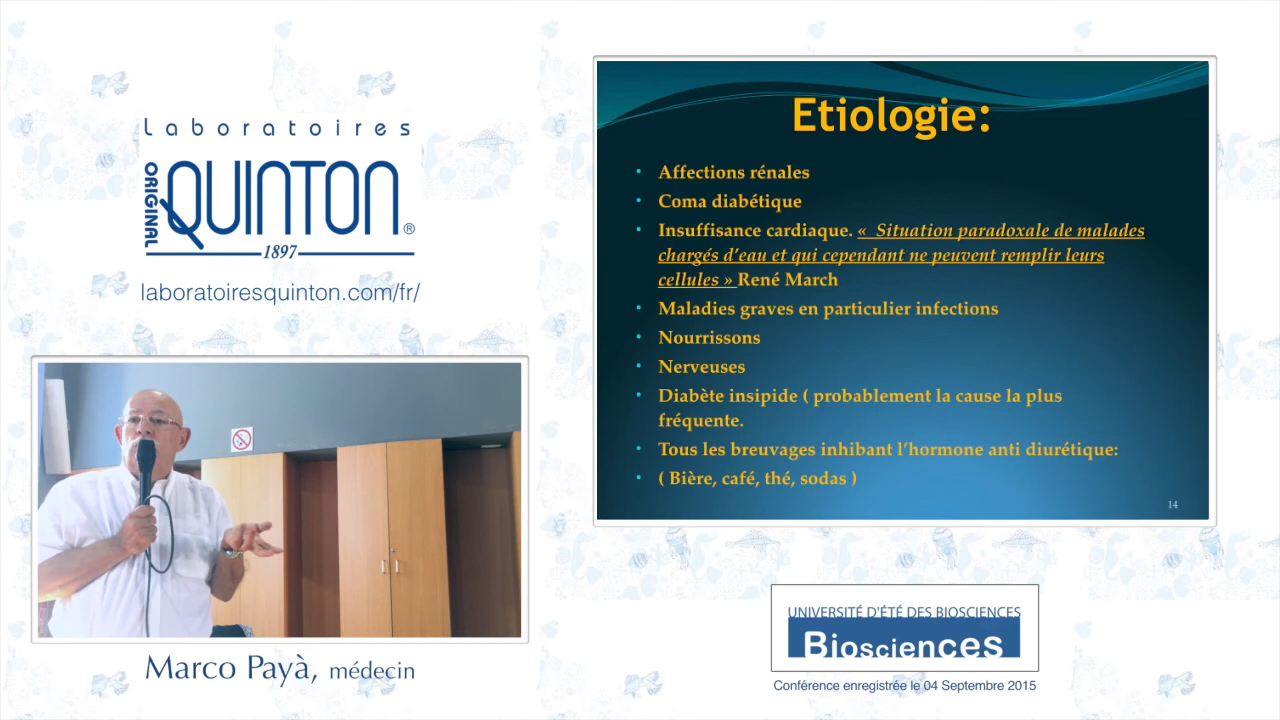 Laboratoires
ORIGINAL
QUINTON®
1897
laboratoiresquinton.com/fr/
Marco Payà, médecin
Etiologie:
• Affections rénales
• Coma diabétique
• Insuffisance cardiaque. « Situation paradoxale de malades
chargés d’eau et qui cependant ne peuvent remplir leurs
cellules » René March
• Maladies graves en particulier infections
• Nourrissons
• Nerveuses
• Diabète insipide ( probablement la cause la plus
fréquente.
• Tous les breuvages inhibant l’hormone anti diurétique:
• ( Bière, café, thé, sodas )
14
UNIVERSITÉ D'ÉTÉ DES BIOSCIENCES
Biosciences
Conférence enregistrée le 04 Septembre 2015